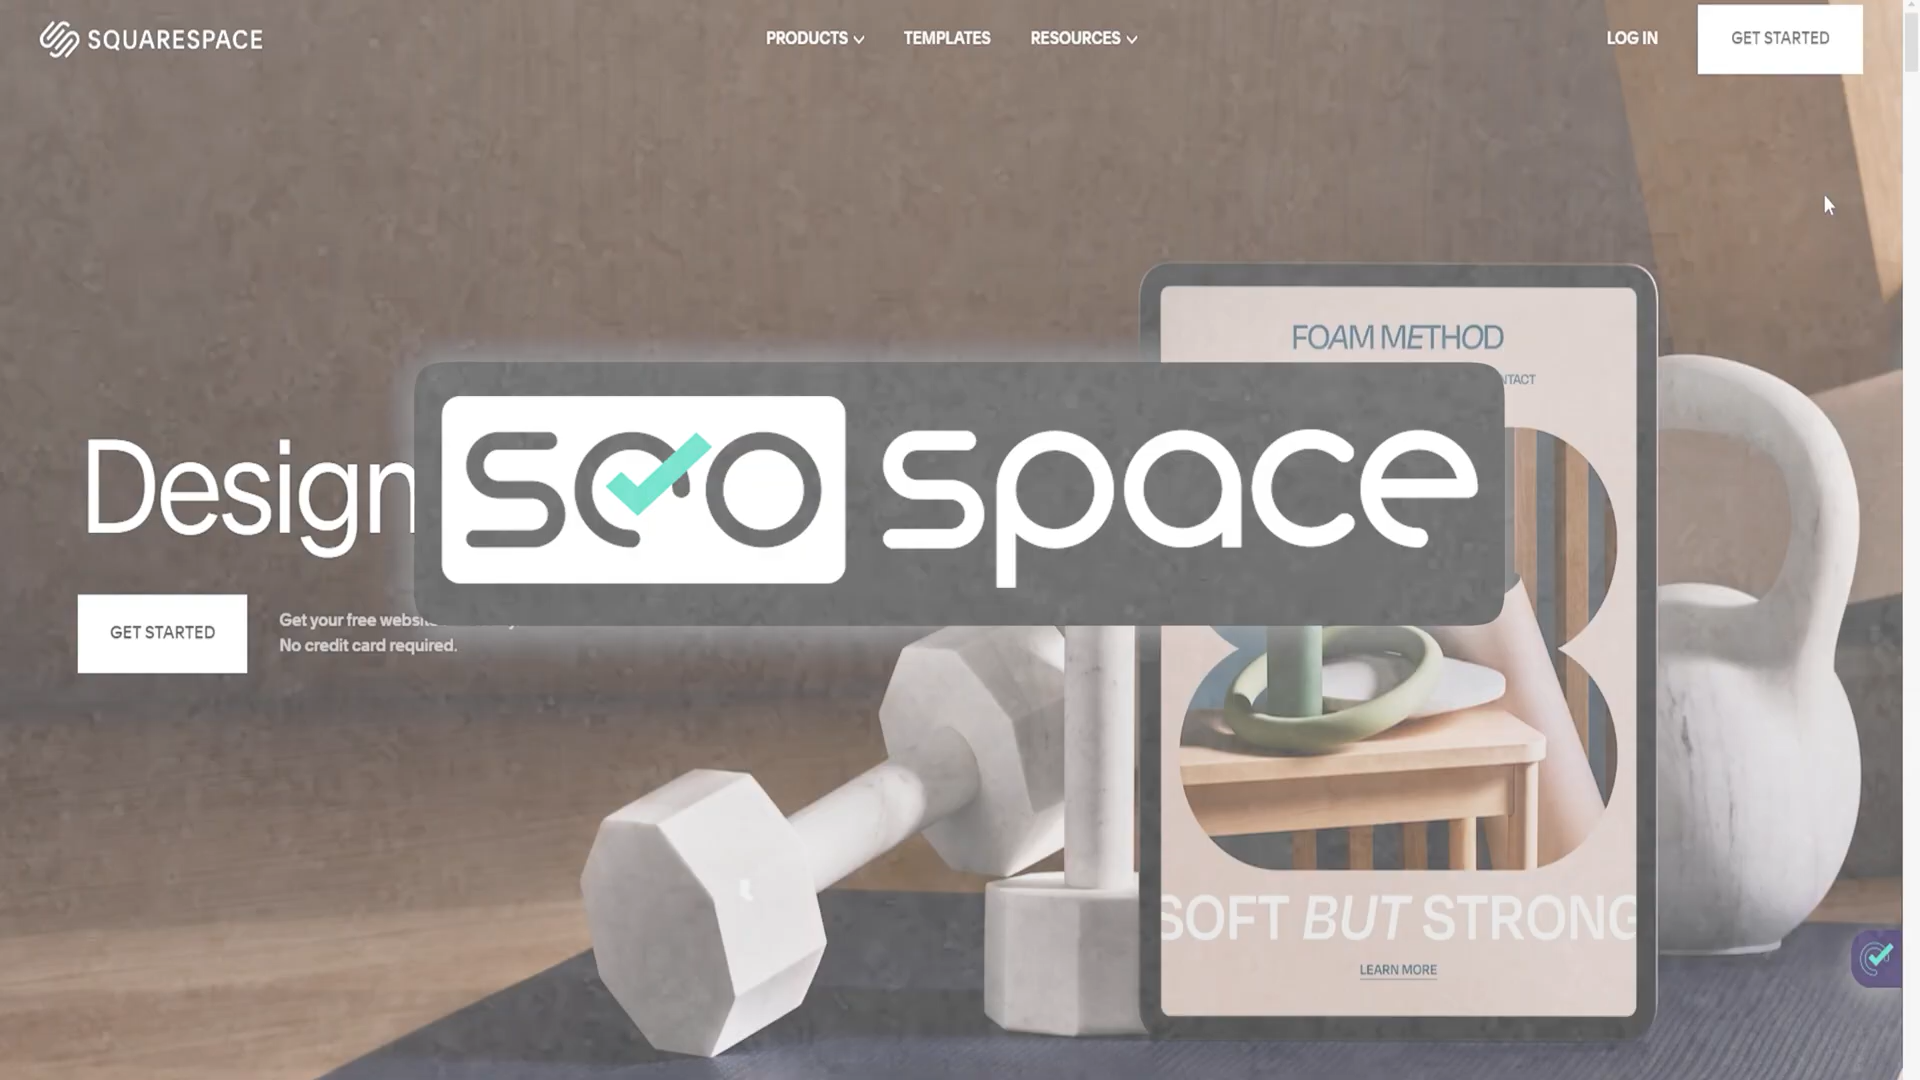 SQUARESPACE
PRODUCTS
TEMPLATES
RESOURCES
LOG IN
GET STARTED
FOAM METHOD
Design
seo space
GET STARTED
Get your free
No credit card required.
SOFT BUT STRONG
LEARN MORE